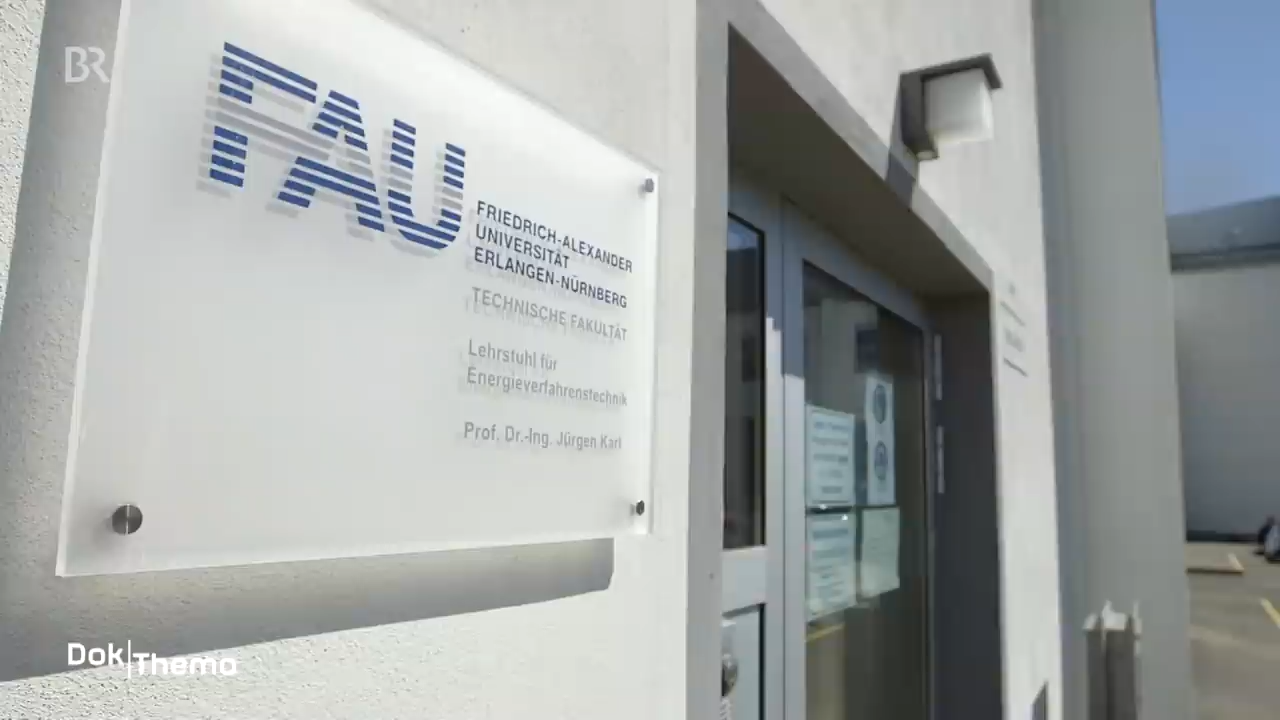 BR
FAU
FRIEDRICH-ALEXANDER
UNIVERSITÄT
ERLANGEN-NÜRNBERG
TECHNISCHE FAKULTÄT
Lehrstuhl für
Energieverfahrenstechnik
Prof. Dr.-Ing. Jürgen Karl
Dok|Thema